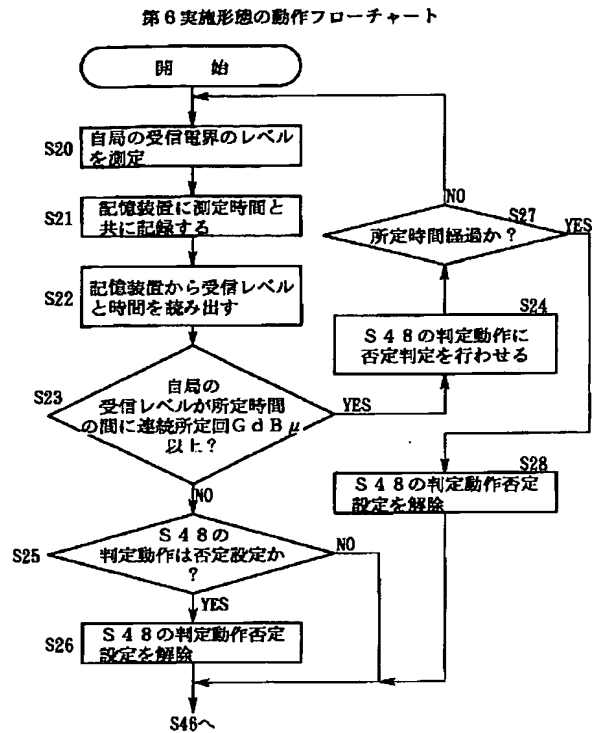 第6実施形態の動作フローチャート
開　始
S20
自局の受信電界のレベル
を測定
S21
記憶装置に測定時間と
共に記録する
S22
記憶装置から受信レベル
と時間を読み出す
S23
自局の
受信レベルが所定時間
の間に連続所定回GdBμ
以上?
YES
NO
S24
S48の判定動作に
否定判定を行わせる
S27
所定時間経過か?
NO
YES
S28
S48の判定動作否定
設定を解除
S25
S48の
判定動作は否定設定か
?
NO
YES
S26
S48の判定動作否定
設定を解除
S46へ